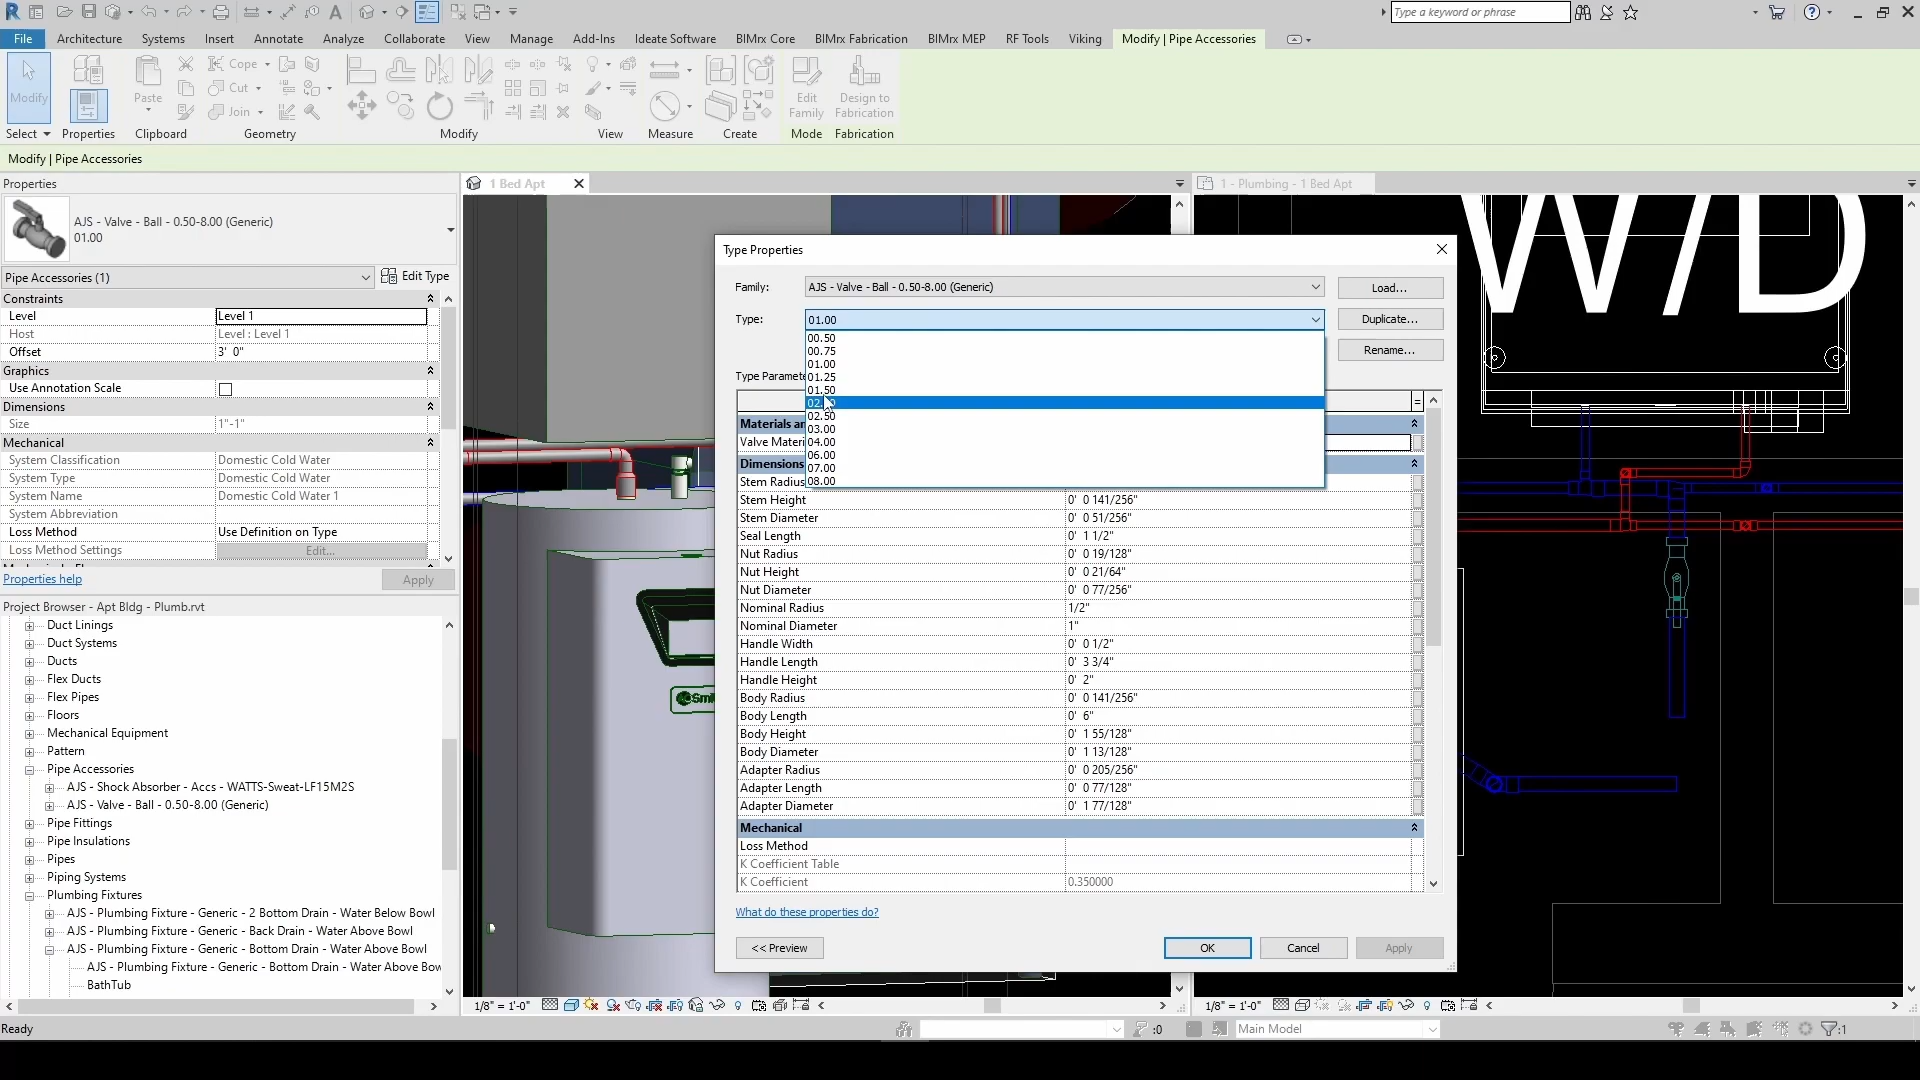 Type a keyword or phrase
File Architecture Systems Insert Annotate Analyze Collaborate View Manage Add-Ins Ideate Software BIMrx Core BIMrx Fabrication BIMrx MEP RF Tools Viking Modify | Pipe Accessories
Modify Paste Cope Cut Join Edit Family Design to Fabrication
Select Properties Clipboard Geometry Modify View Measure Create Mode Fabrication
Modify | Pipe Accessories
Properties
AJS - Valve - Ball - 0.50-8.00 (Generic)
01.00
Pipe Accessories (1) Edit Type
Constraints
Level Level 1
Host Level : Level 1
Offset 3' 0"
Graphics
Use Annotation Scale
Dimensions
Size 1"-1"
Mechanical
System Classification Domestic Cold Water
System Type Domestic Cold Water
System Name Domestic Cold Water 1
System Abbreviation
Loss Method Use Definition on Type
Loss Method Settings Edit...
Properties help Apply
Project Browser - Apt Bldg - Plumb.rvt
Duct Linings
Duct Systems
Ducts
Flex Ducts
Flex Pipes
Floors
Mechanical Equipment
Pattern
Pipe Accessories
AJS - Shock Absorber - Accs - WATTS-Sweat-LF15M2S
AJS - Valve - Ball - 0.50-8.00 (Generic)
Pipe Fittings
Pipe Insulations
Pipes
Piping Systems
Plumbing Fixtures
AJS - Plumbing Fixture - Generic - 2 Bottom Drain - Water Below Bowl
AJS - Plumbing Fixture - Generic - Back Drain - Water Above Bowl
AJS - Plumbing Fixture - Generic - Bottom Drain - Water Above Bowl
AJS - Plumbing Fixture - Generic - Bottom Drain - Water Above Bow
BathTub
1 Bed Apt
1 - Plumbing - 1 Bed Apt
W/D
Type Properties
Family: AJS - Valve - Ball - 0.50-8.00 (Generic) Load...
Type: 01.00 Duplicate...
Rename...
00.50
00.75
01.00
01.25
01.50
02.50
03.00
04.00
06.00
07.00
08.00
Type Paramete
=
Materials an
Valve Materi
Dimensions
Stem Radius
Stem Height 0' 0 141/256"
Stem Diameter 0' 0 51/256"
Seal Length 0' 1 1/2"
Nut Radius 0' 0 19/128"
Nut Height 0' 0 21/64"
Nut Diameter 0' 0 77/256"
Nominal Radius 1/2"
Nominal Diameter 1"
Handle Width 0' 0 1/2"
Handle Length 0' 3 3/4"
Handle Height 0' 2"
Body Radius 0' 0 141/256"
Body Length 0' 6"
Body Height 0' 1 55/128"
Body Diameter 0' 1 13/128"
Adapter Radius 0' 0 205/256"
Adapter Length 0' 0 77/128"
Adapter Diameter 0' 1 77/128"
Mechanical
Loss Method
K Coefficient Table
K Coefficient 0.350000
What do these properties do?
<< Preview OK Cancel Apply
1/8" = 1'-0"
1/8" = 1'-0"
Ready :0 Main Model :1